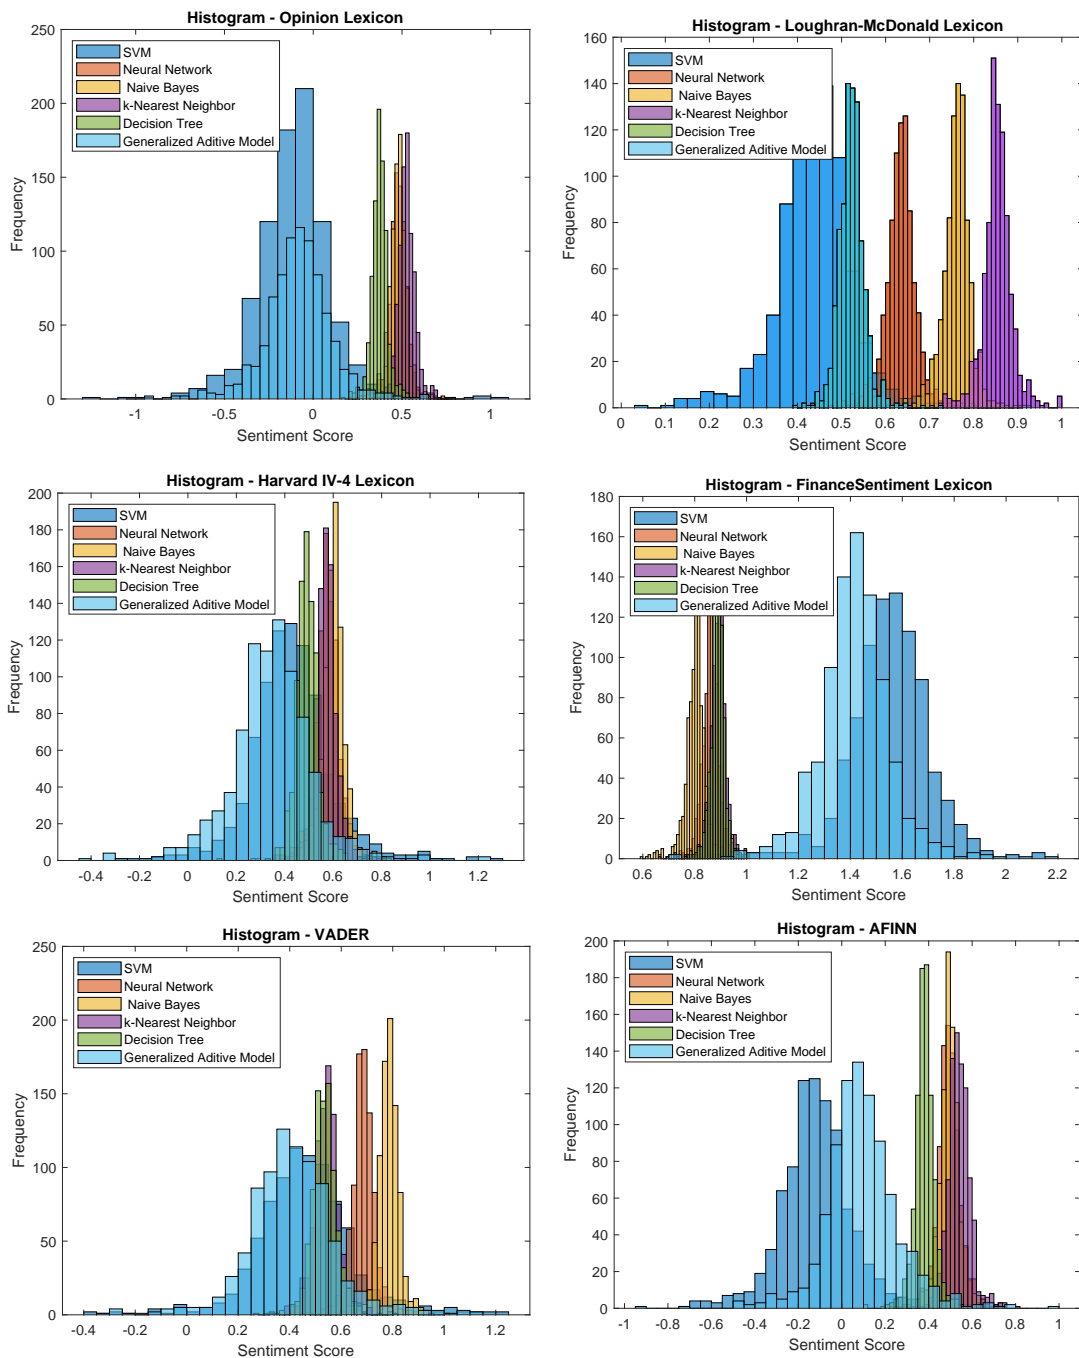 Histogram - Opinion Lexicon
250
200
150
100
50
0
Frequency
SVM
Neural Network
Naive Bayes
k-Nearest Neighbor
Decision Tree
Generalized Aditive Model
-1 -0.5 0 0.5 1
Sentiment Score
Histogram - Loughran-McDonald Lexicon
160
140
120
100
80
60
40
20
0
Frequency
SVM
Neural Network
Naive Bayes
k-Nearest Neighbor
Decision Tree
Generalized Aditive Model
0 0.1 0.2 0.3 0.4 0.5 0.6 0.7 0.8 0.9 1
Sentiment Score
Histogram - Harvard IV-4 Lexicon
200
180
160
140
120
100
80
60
40
20
0
Frequency
SVM
Neural Network
Naive Bayes
k-Nearest Neighbor
Decision Tree
Generalized Aditive Model
-0.4 -0.2 0 0.2 0.4 0.6 0.8 1 1.2
Sentiment Score
Histogram - FinanceSentiment Lexicon
180
160
140
120
100
80
60
40
20
0
Frequency
SVM
Neural Network
Naive Bayes
k-Nearest Neighbor
Decision Tree
Generalized Aditive Model
0.6 0.8 1 1.2 1.4 1.6 1.8 2 2.2
Sentiment Score
Histogram - VADER
250
200
150
100
50
0
Frequency
SVM
Neural Network
Naive Bayes
k-Nearest Neighbor
Decision Tree
Generalized Aditive Model
-0.4 -0.2 0 0.2 0.4 0.6 0.8 1 1.2
Sentiment Score
Histogram - AFINN
200
180
160
140
120
100
80
60
40
20
0
Frequency
SVM
Neural Network
Naive Bayes
k-Nearest Neighbor
Decision Tree
Generalized Aditive Model
-1 -0.8 -0.6 -0.4 -0.2 0 0.2 0.4 0.6 0.8 1
Sentiment Score